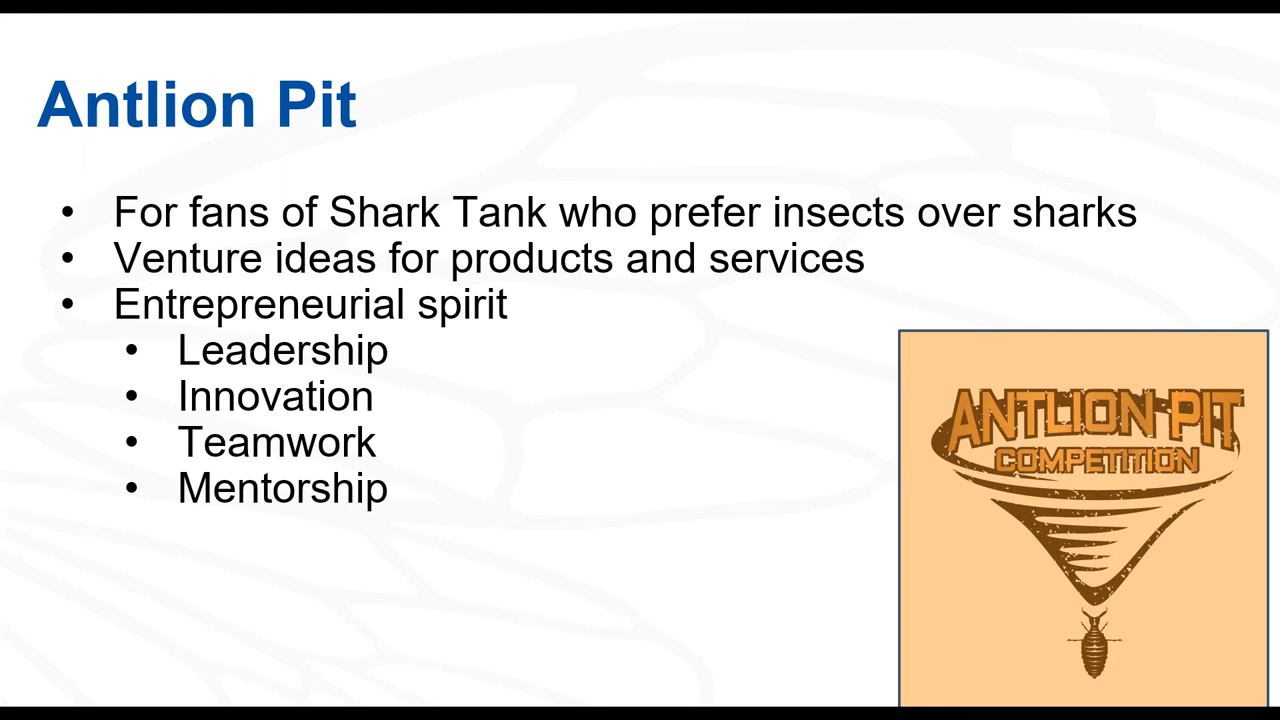 Antlion Pit
• For fans of Shark Tank who prefer insects over sharks
• Venture ideas for products and services
• Entrepreneurial spirit
• Leadership
• Innovation
• Teamwork
• Mentorship
ANTLION PIT
COMPETITION